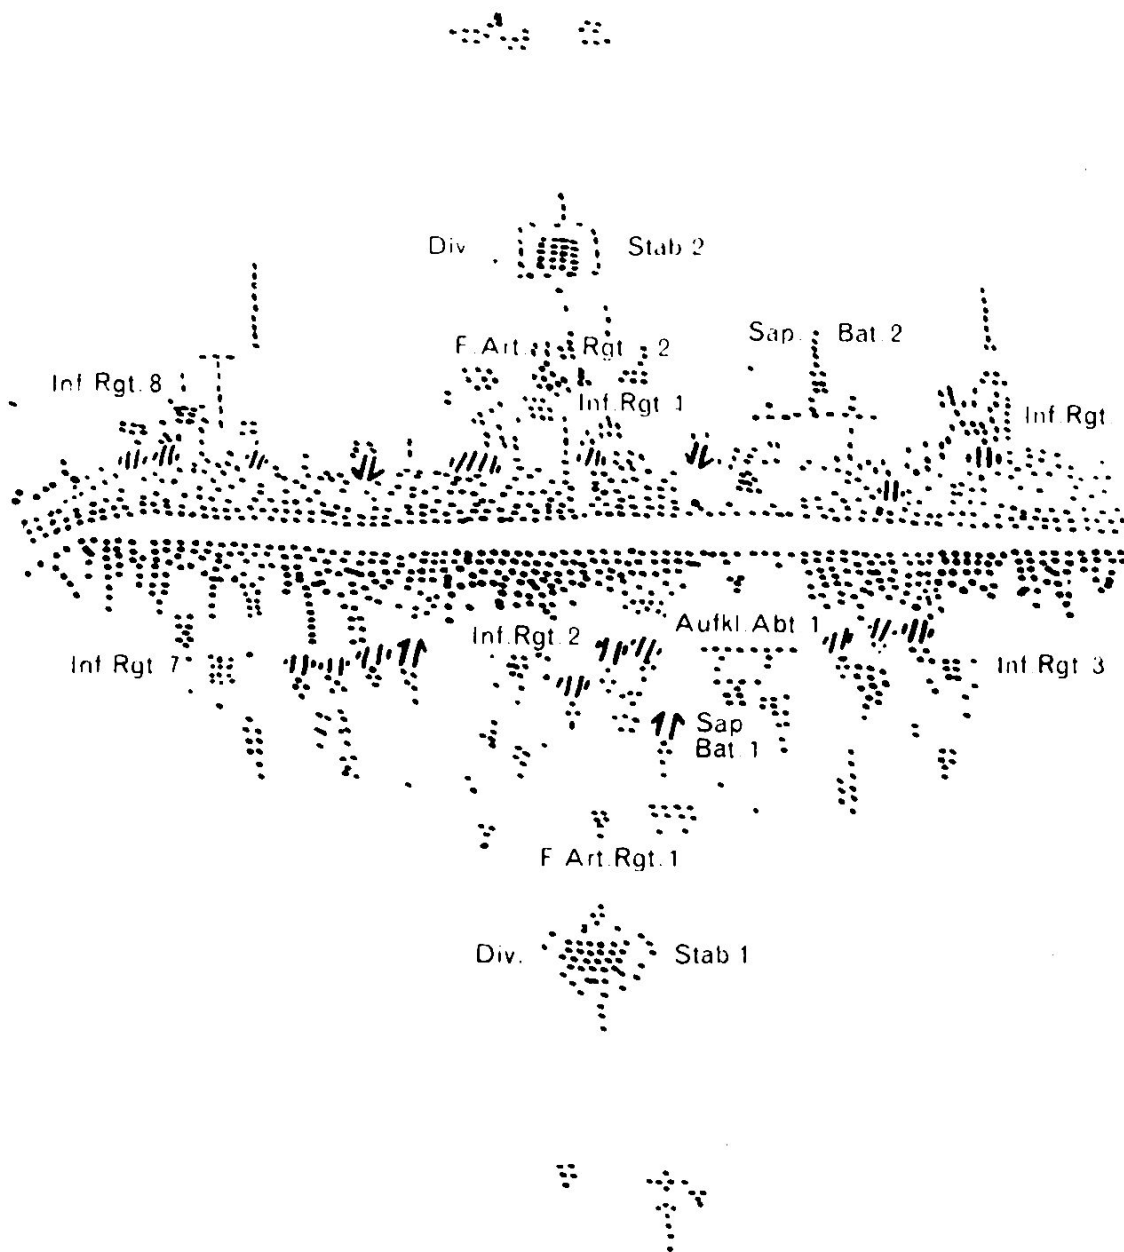 Div. Stab 2
F. Art. Rgt. 2
Sap. Bat. 2
Inf. Rgt. 8
Inf. Rgt. 1
Inf. Rgt.
Inf. Rgt. 2
Aufkl. Abt. 1
Inf. Rgt. 7
Inf. Rgt. 3
Sap.
Bat. 1
F. Art. Rgt. 1
Div. Stab 1